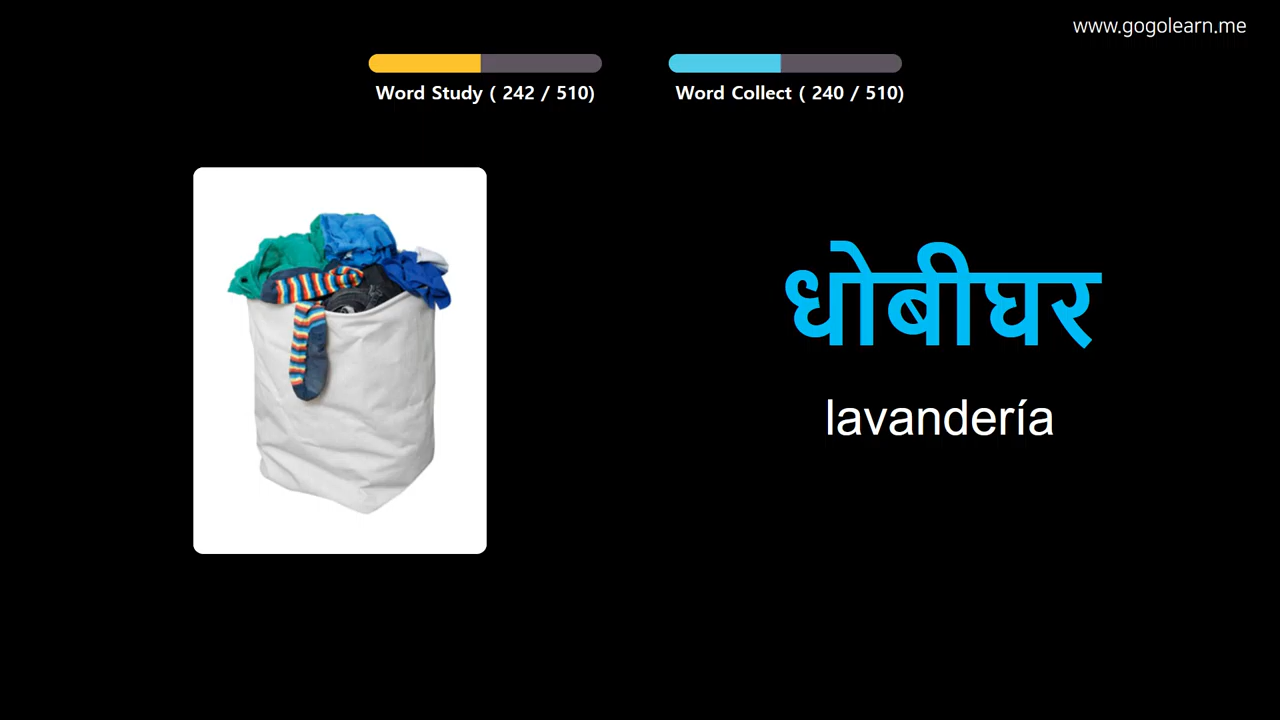 www.gogolearn.me
Word Study ( 242 / 510)
Word Collect ( 240 / 510)
धोबीघर
lavandería